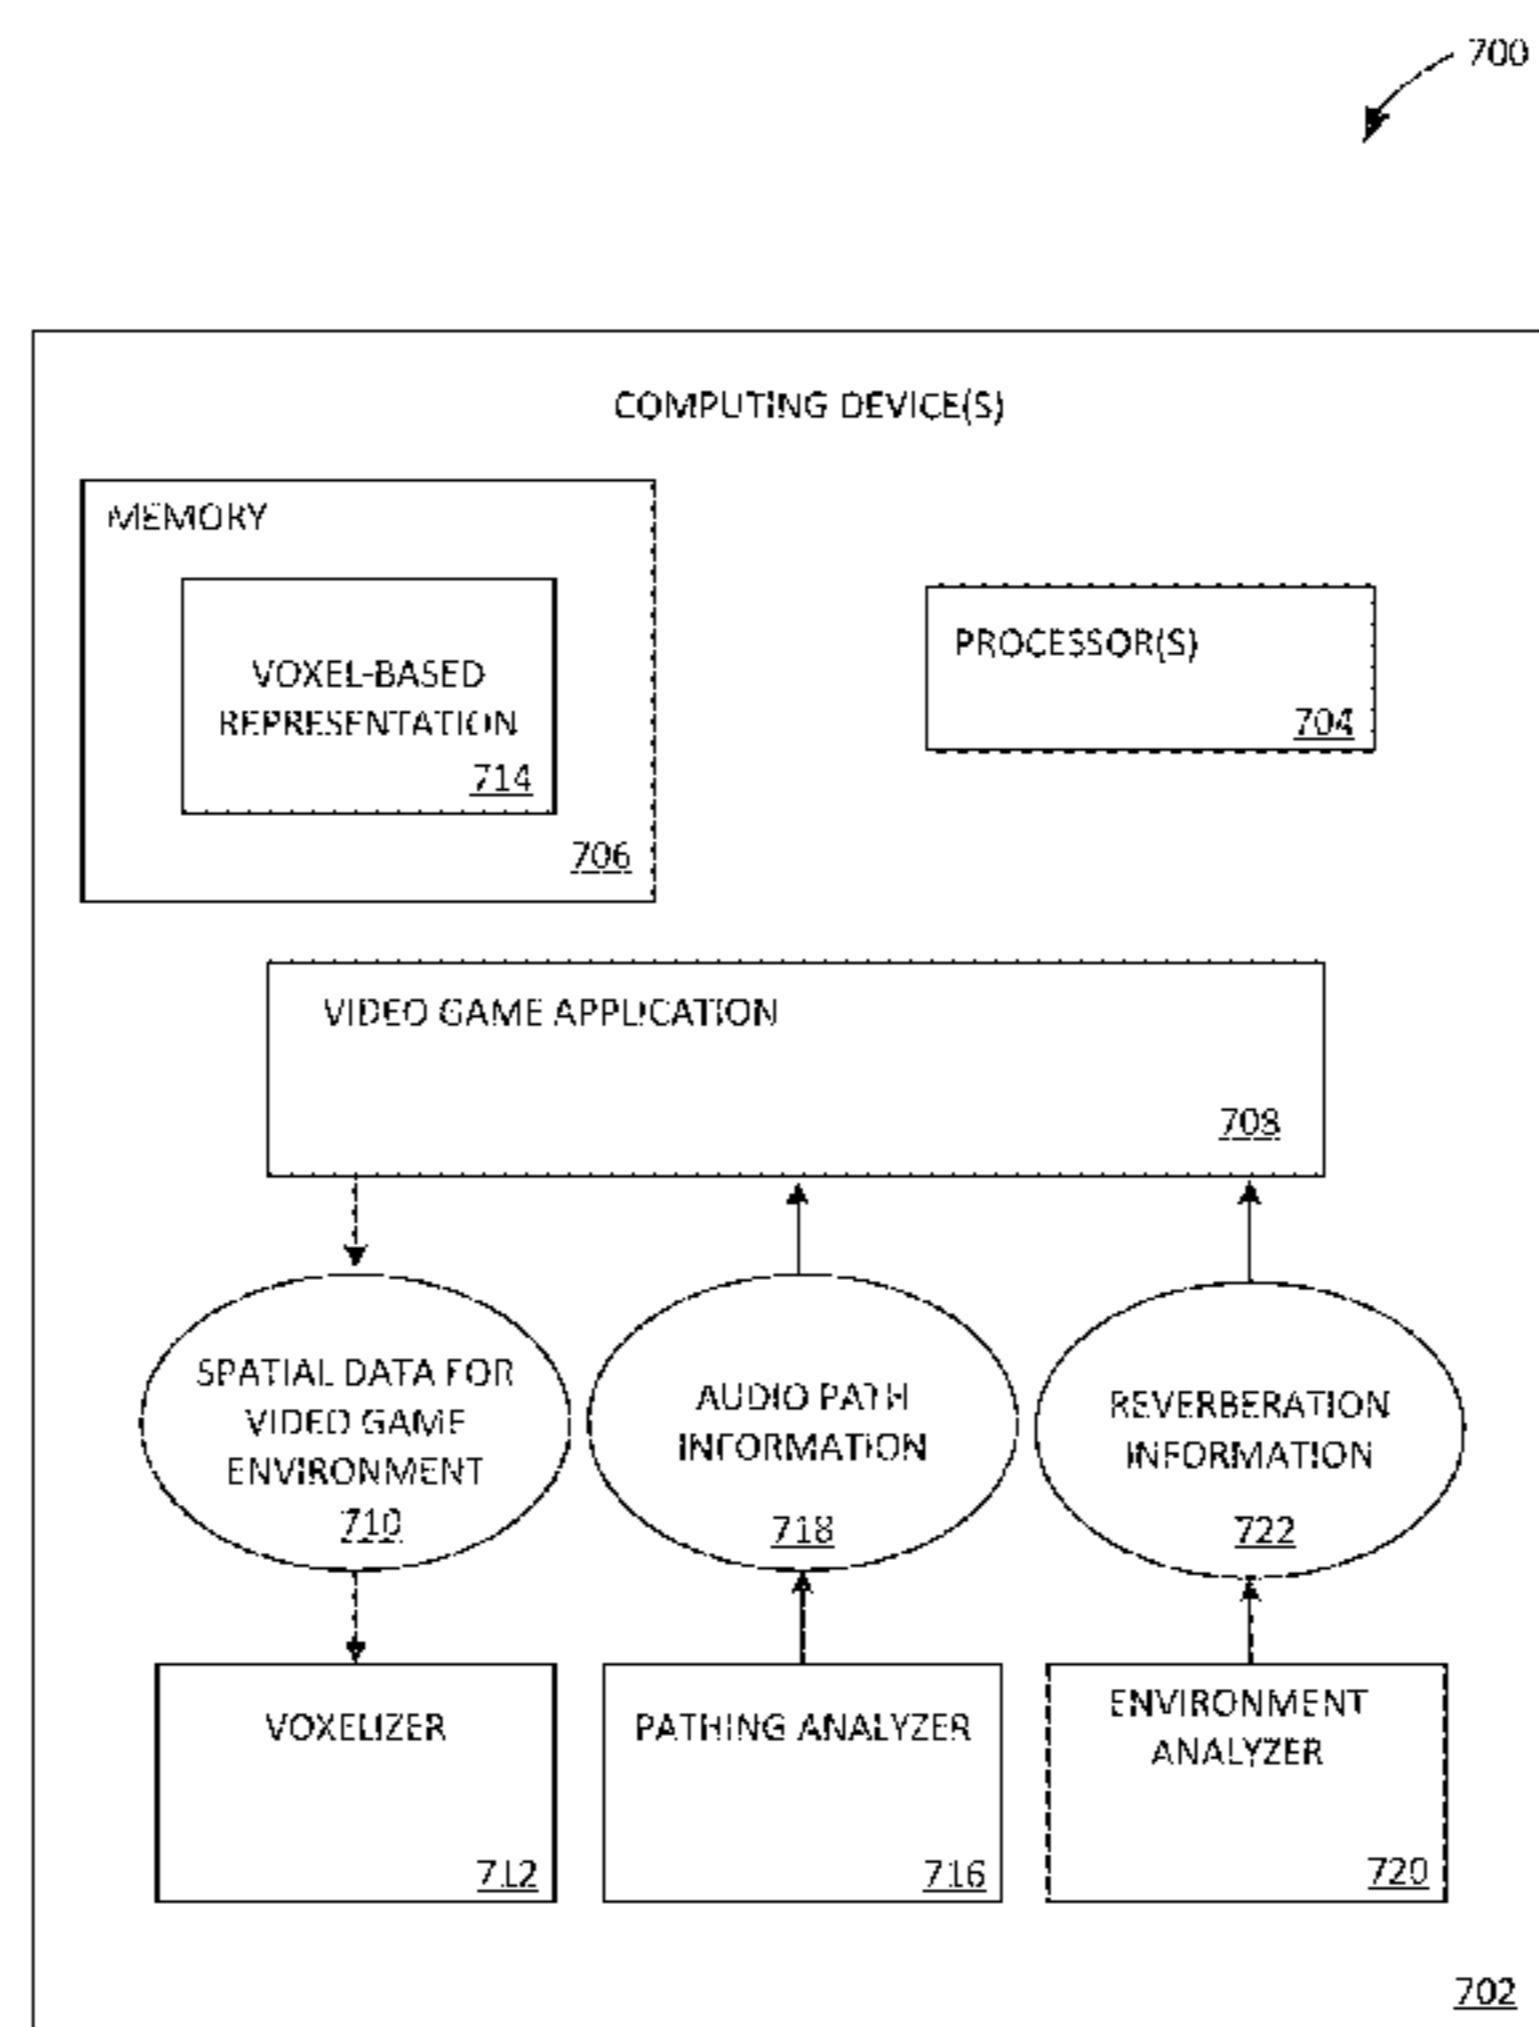 700
COMPUTING DEVICE(S)
MEMORY
VOXEL-BASED
REPRESENTATION
714
706
PROCESSOR(S)
704
VIDEO GAME APPLICATION
708
SPATIAL DATA FOR
VIDEO GAME
ENVIRONMENT
710
AUDIO PATH
INFORMATION
718
REVERBERATION
INFORMATION
722
VOXELIZER
712
PATHING ANALYZER
716
ENVIRONMENT
ANALYZER
720
702